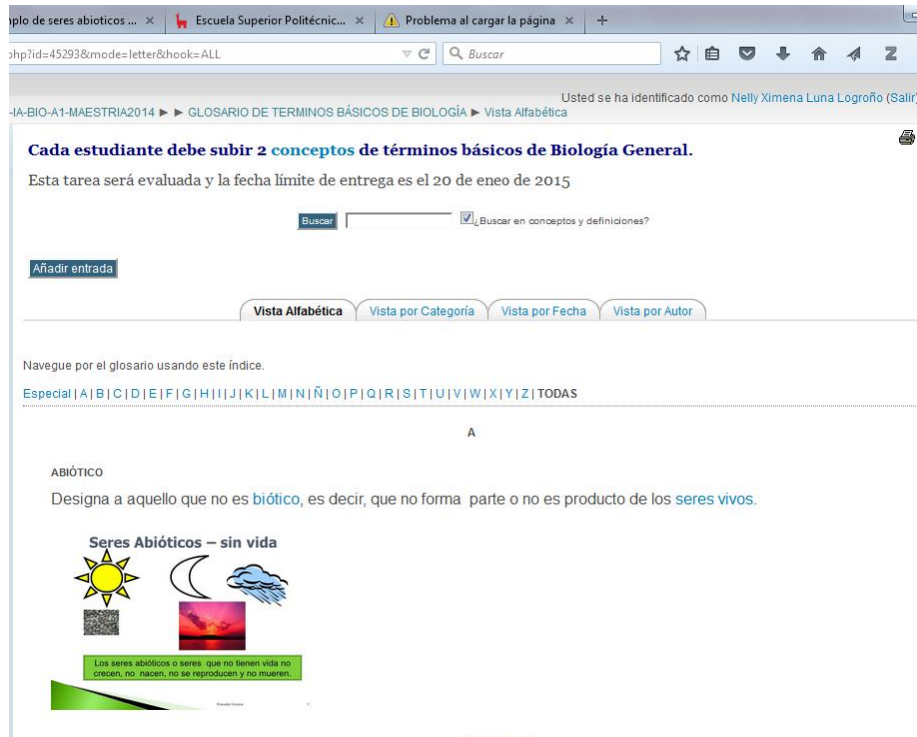 nplo de seres abioticos ... × Escuela Superior Politécnic... × Problema al cargar la página × +
php?id=45293&mode=letter&hook=ALL Buscar
Usted se ha identificado como Nelly Ximena Luna Logroño (Salir)
-IA-BIO-A1-MAESTRIA2014 ► ► GLOSARIO DE TERMINOS BÁSICOS DE BIOLOGÍA ► Vista Alfabética
Cada estudiante debe subir 2 conceptos de términos básicos de Biología General.
Esta tarea será evaluada y la fecha límite de entrega es el 20 de eneo de 2015
Buscar ¿Buscar en conceptos y definiciones?
Añadir entrada
Vista Alfabética Vista por Categoría Vista por Fecha Vista por Autor
Navegue por el glosario usando este índice.
Especial | A | B | C | D | E | F | G | H | I | J | K | L | M | N | Ñ | O | P | Q | R | S | T | U | V | W | X | Y | Z | TODAS
A
ABIÓTICO
Designa a aquello que no es biótico, es decir, que no forma parte o no es producto de los seres vivos.
Seres Abióticos – sin vida
Los seres abióticos o seres que no tienen vida no
crecen, no nacen, no se reproducen y no mueren.